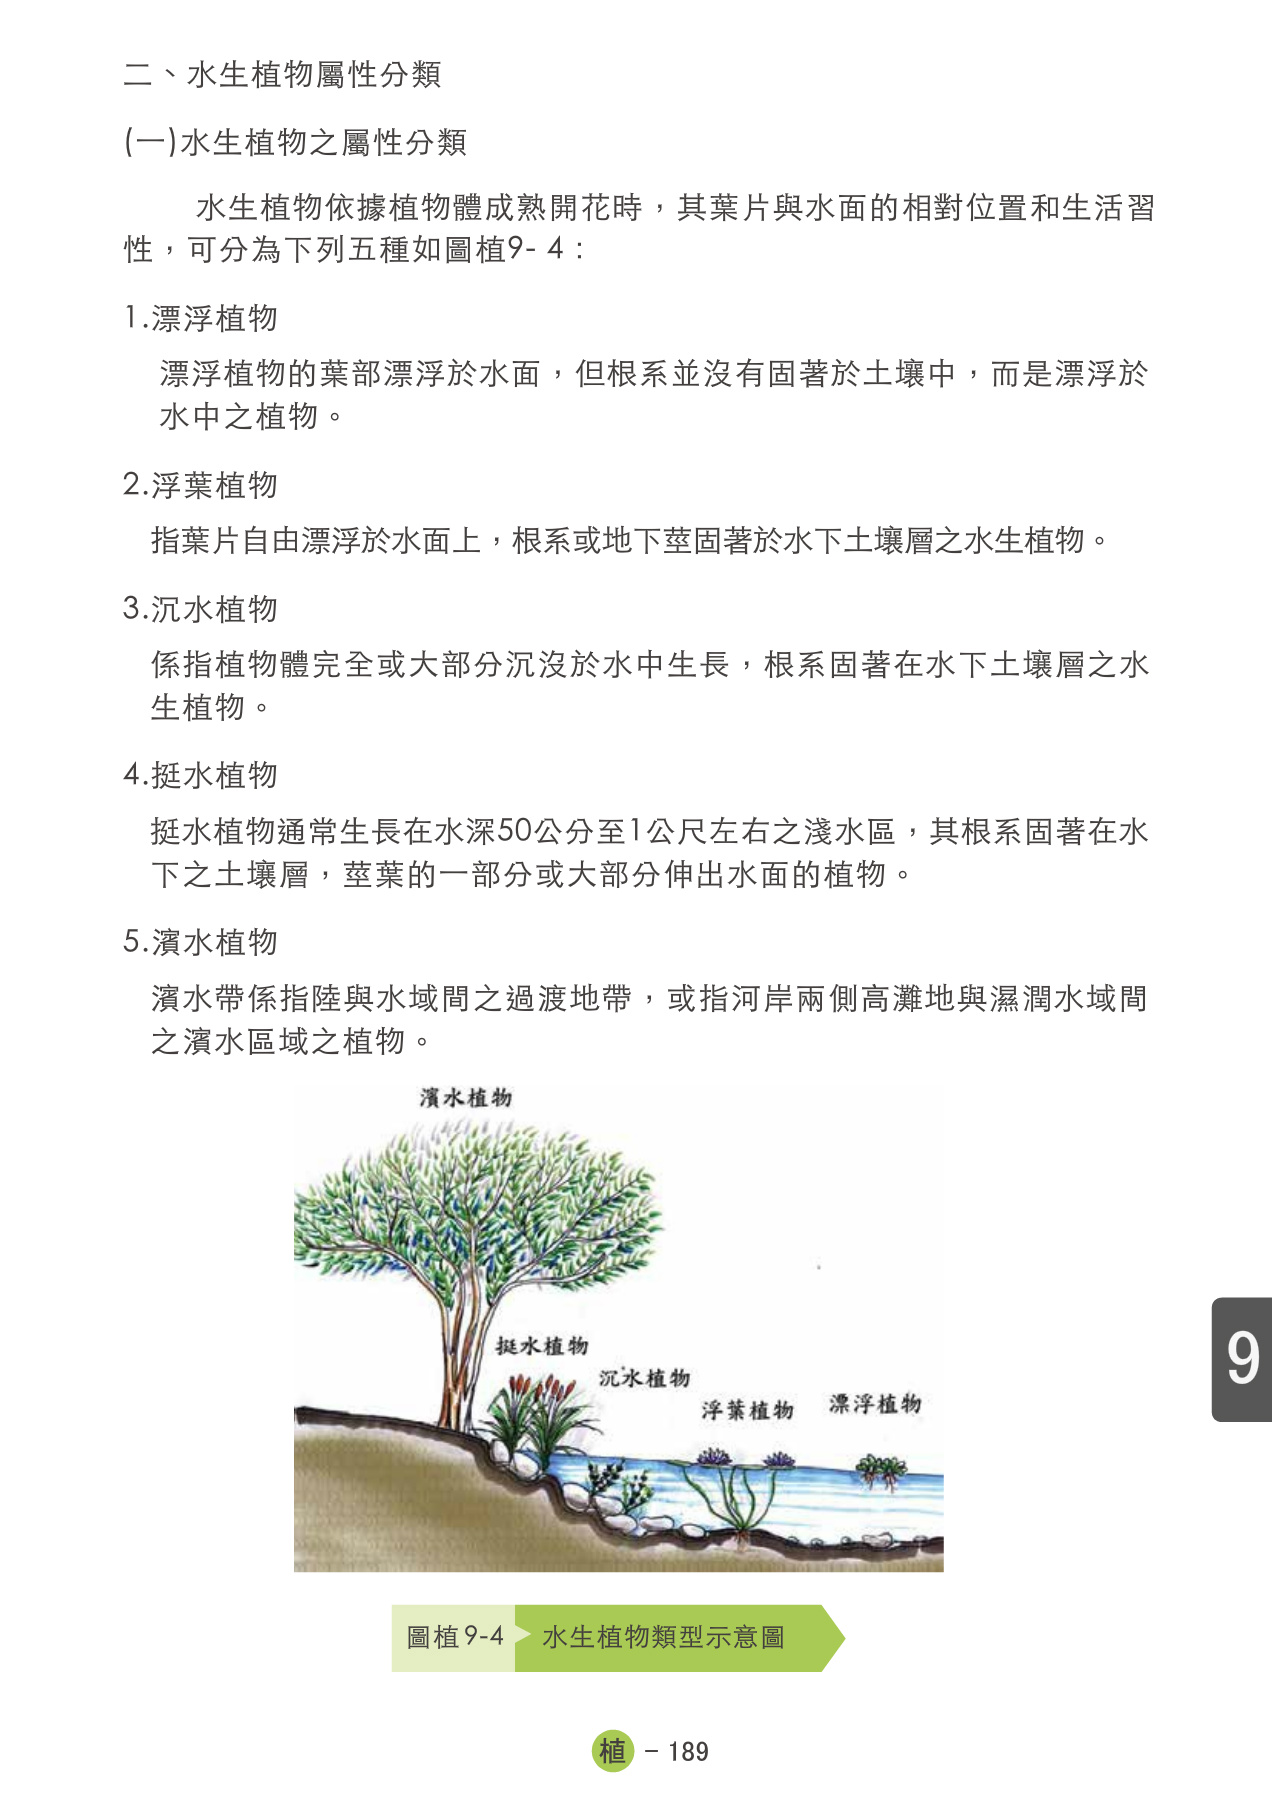 二、水生植物屬性分類
(一)水生植物之屬性分類
水生植物依據植物體成熟開花時，其葉片與水面的相對位置和生活習
性，可分為下列五種如圖植9- 4：
1.漂浮植物
漂浮植物的葉部漂浮於水面，但根系並沒有固著於土壤中，而是漂浮於
水中之植物。
2.浮葉植物
指葉片自由漂浮於水面上，根系或地下莖固著於水下土壤層之水生植物。
3.沉水植物
係指植物體完全或大部分沉沒於水中生長，根系固著在水下土壤層之水
生植物。
4.挺水植物
挺水植物通常生長在水深50公分至1公尺左右之淺水區，其根系固著在水
下之土壤層，莖葉的一部分或大部分伸出水面的植物。
5.濱水植物
濱水帶係指陸與水域間之過渡地帶，或指河岸兩側高灘地與濕潤水域間
之濱水區域之植物。
濱水植物
挺水植物
沉水植物
浮葉植物
漂浮植物
9
圖植9-4 水生植物類型示意圖
植 - 189